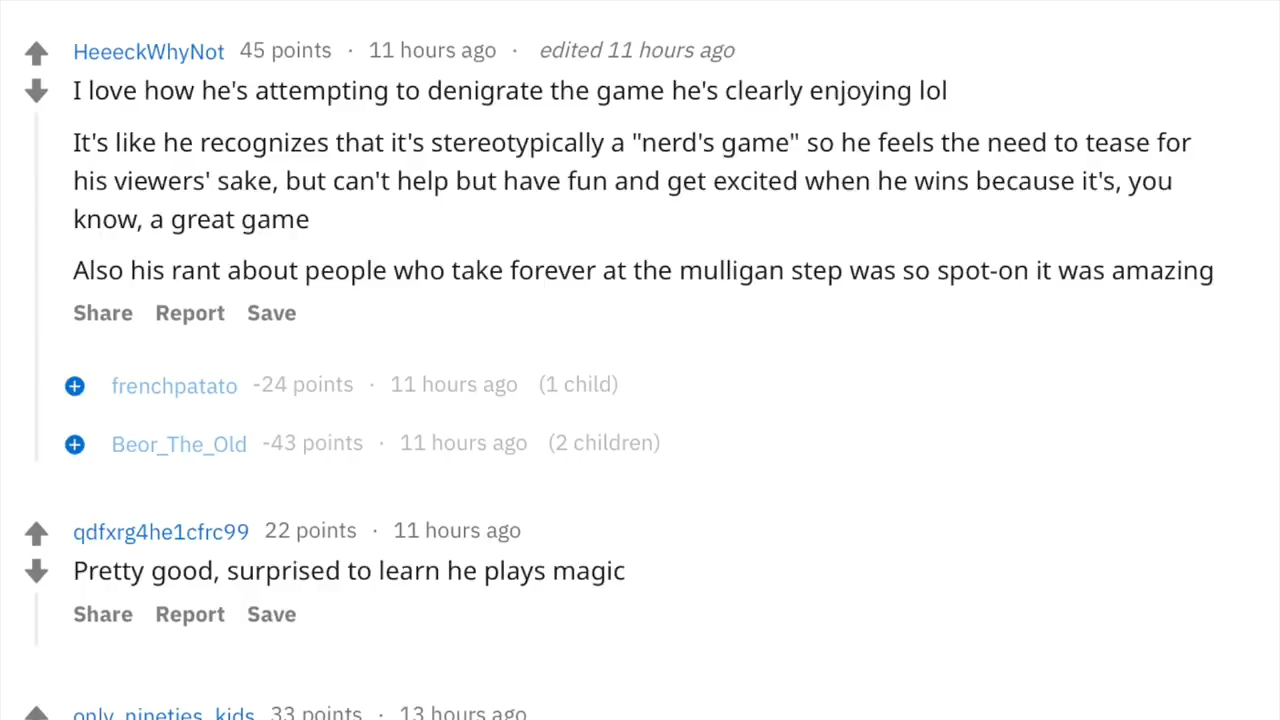 HeeeckWhyNot 45 points · 11 hours ago · edited 11 hours ago
I love how he's attempting to denigrate the game he's clearly enjoying lol
It's like he recognizes that it's stereotypically a "nerd's game" so he feels the need to tease for
his viewers' sake, but can't help but have fun and get excited when he wins because it's, you
know, a great game
Also his rant about people who take forever at the mulligan step was so spot-on it was amazing
Share Report Save
frenchpatato -24 points · 11 hours ago (1 child)
Beor_The_Old -43 points · 11 hours ago (2 children)
qdfxrg4he1cfrc99 22 points · 11 hours ago
Pretty good, surprised to learn he plays magic
Share Report Save
only_nineties_kids 33 points · 13 hours ago